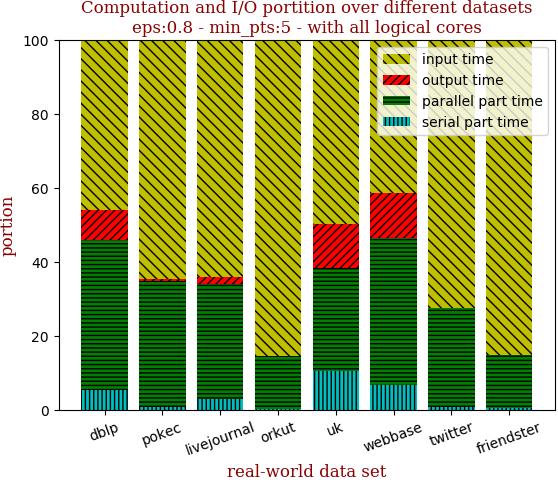 Computation and I/O portition over different datasets
eps:0.8 - min_pts:5 - with all logical cores
100
80
60
40
20
0
portion
input time
output time
parallel part time
serial part time
dblp
pokec
livejournal
orkut
uk
webbase
twitter
friendster
real-world data set